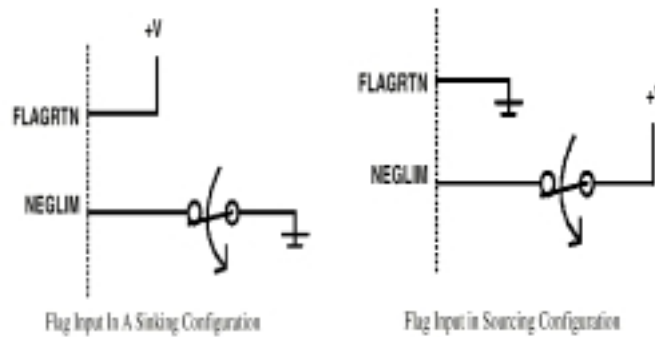 +V
FLAGRTN
NEGLIM
Flag Input In A Sinking Configuration
FLAGRTN
NEGLIM
Flag Input in Sourcing Configuration